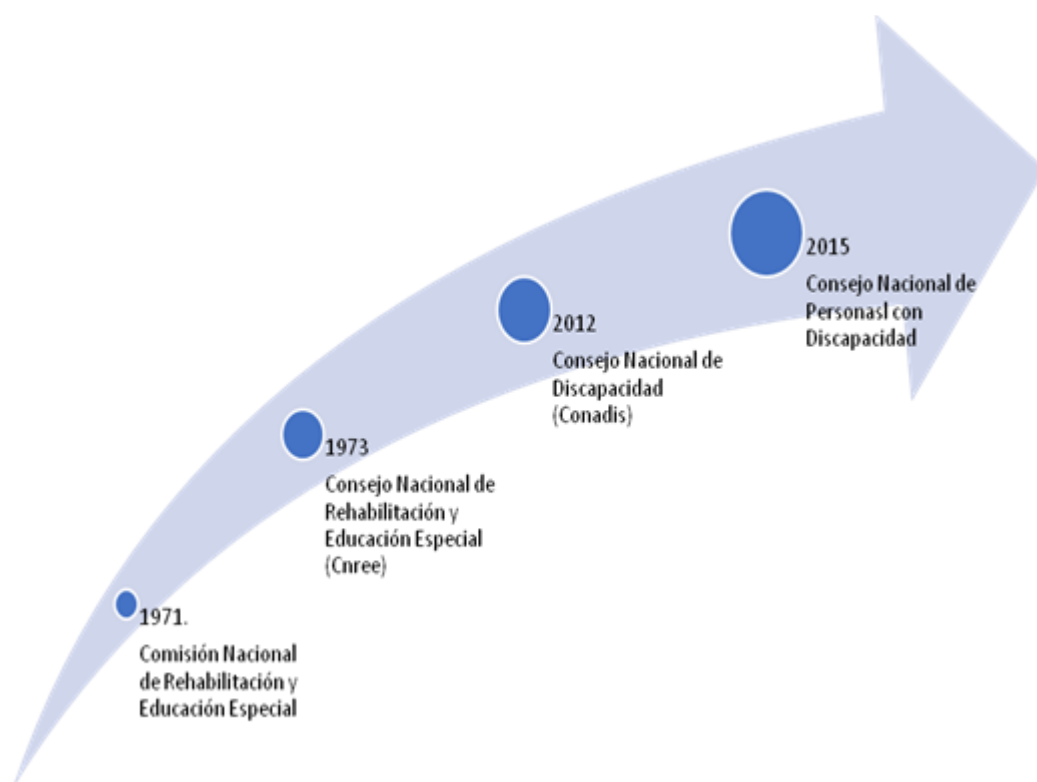 1971.
Comisión Nacional
de Rehabilitación y
Educación Especial
1973
Consejo Nacional de
Rehabilitación y
Educación Especial
(Cnree)
2012
Consejo Nacional de
Discapacidad
(Conadis)
2015
Consejo Nacional de
Personasl con
Discapacidad